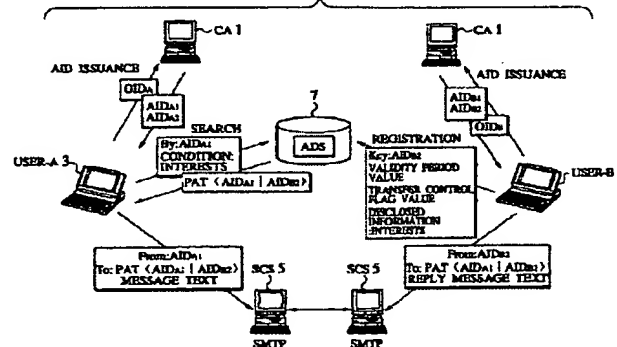 CA 1
CA 1
AID ISSUANCE
AID ISSUANCE
OIDA
AIDA1
AIDA2
AIDB1
AIDB2
OIDB
7
ADS
SEARCH
By:AIDA1
CONDITION:
INTERESTS
PAT <AIDA1 | AIDB2>
REGISTRATION
Key:AIDB2
VALIDITY PERIOD
VALUE
TRANSFER CONTROL
FLAG VALUE
DISCLOSED
INFORMATION
:INTERESTS
USER-A 3
USER-B
From:AIDA1
To: PAT <AIDA1 | AIDB2>
MESSAGE TEXT
From:AIDB2
To: PAT <AIDA1 | AIDB2>
REPLY MESSAGE TEXT
SCS 5
SCS 5
SMTP
SMTP